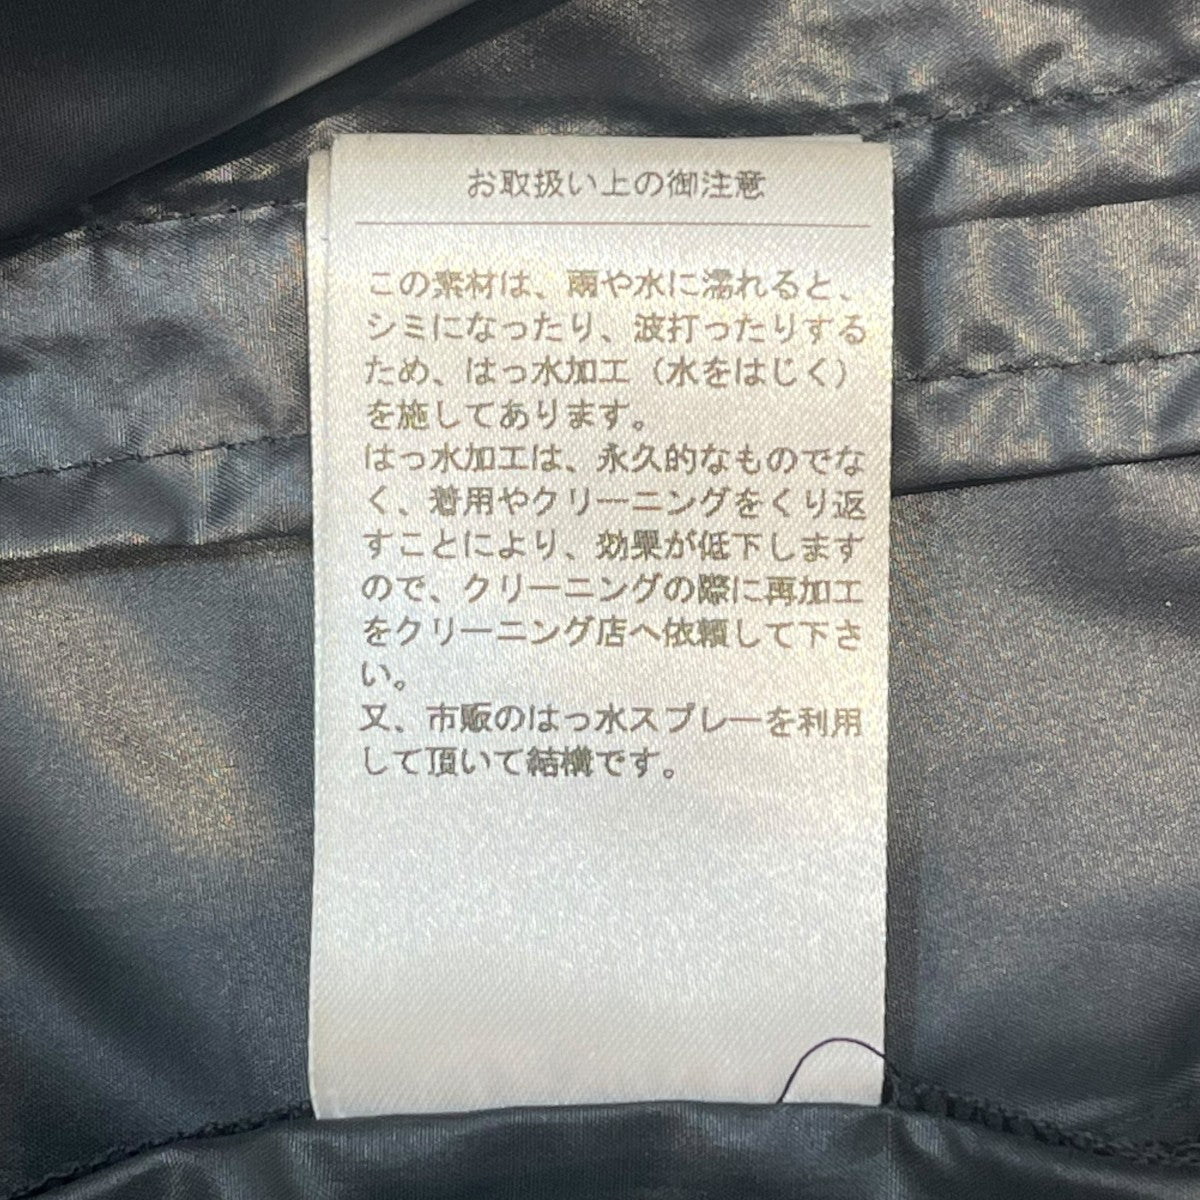 お取扱い上の御注意
この素材は、雨や水に濡れると、
シミになったり、波打ったりする
ため、はっ水加工（水をはじく）
を施してあります。
はっ水加工は、永久的なものでな
く、着用やクリーニングをくり返
すことにより、効果が低下します
ので、クリーニングの際に再加工
をクリーニング店へ依頼して下さ
い。
又、市販のはっ水スプレーを利用
して頂いて結構です。